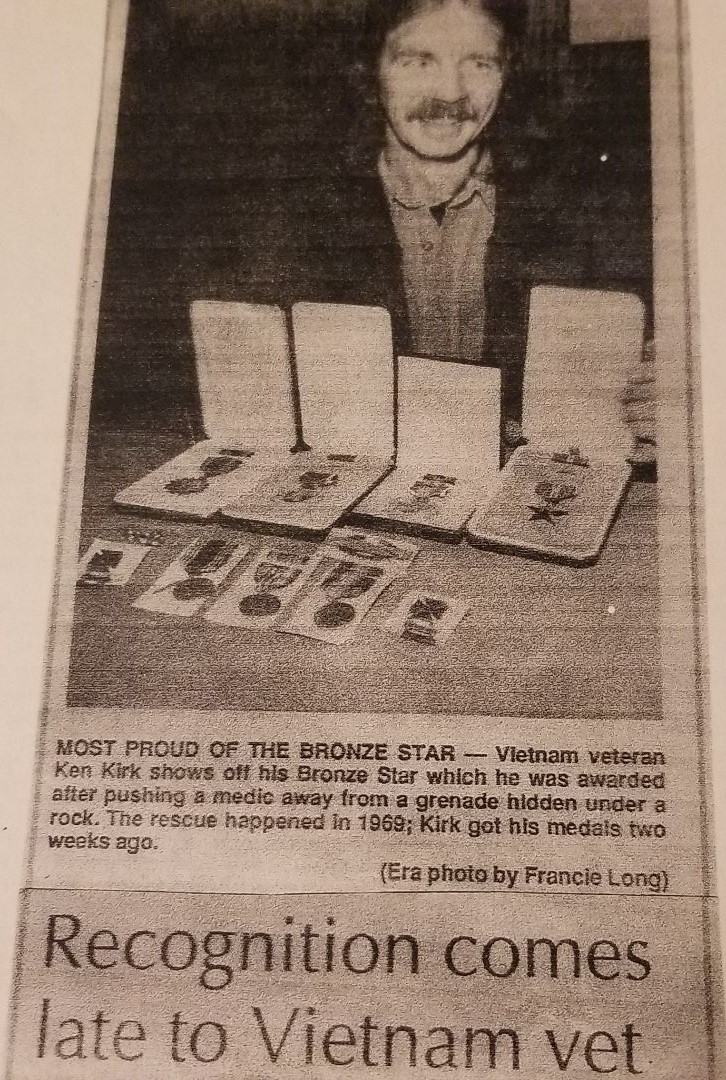 MOST PROUD OF THE BRONZE STAR — Vietnam veteran
Ken Kirk shows off his Bronze Star which he was awarded
after pushing a medic away from a grenade hidden under a
rock. The rescue happened in 1969; Kirk got his medals two
weeks ago.
(Era photo by Francie Long)
Recognition comes
late to Vietnam vet